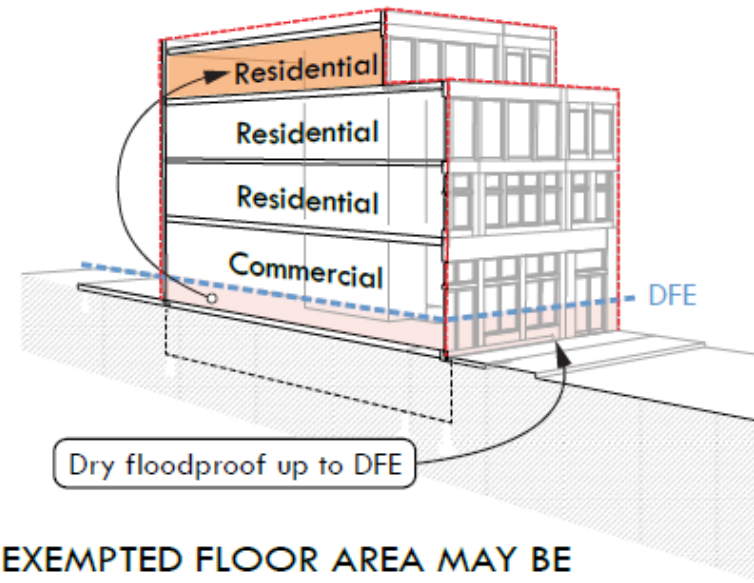 Residential
Residential
Residential
Commercial
DFE
Dry floodproof up to DFE
EXEMPTED FLOOR AREA MAY BE